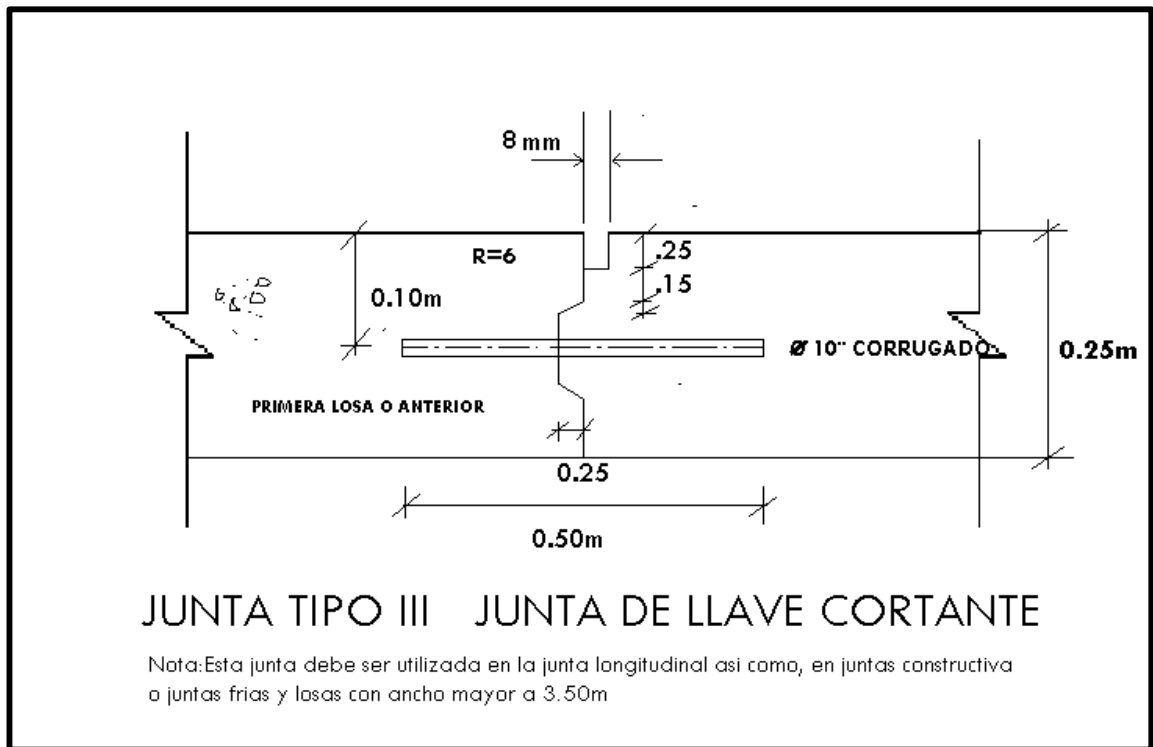 8 mm
R=6
.25
.15
0.10m
Ø 10¨ CORRUGADO
0.25m
PRIMERA LOSA O ANTERIOR
0.25
0.50m
JUNTA TIPO III JUNTA DE LLAVE CORTANTE
Nota:Esta junta debe ser utilizada en la junta longitudinal asi como, en juntas constructiva
o juntas frias y losas con ancho mayor a 3.50m